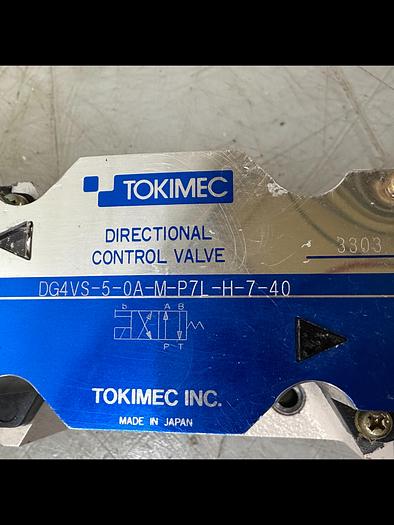 TOKIMEC
DIRECTIONAL
CONTROL VALVE
3303
DG4VS-5-0A-M-P7L-H-7-40
b A B
P T
TOKIMEC INC.
MADE IN JAPAN